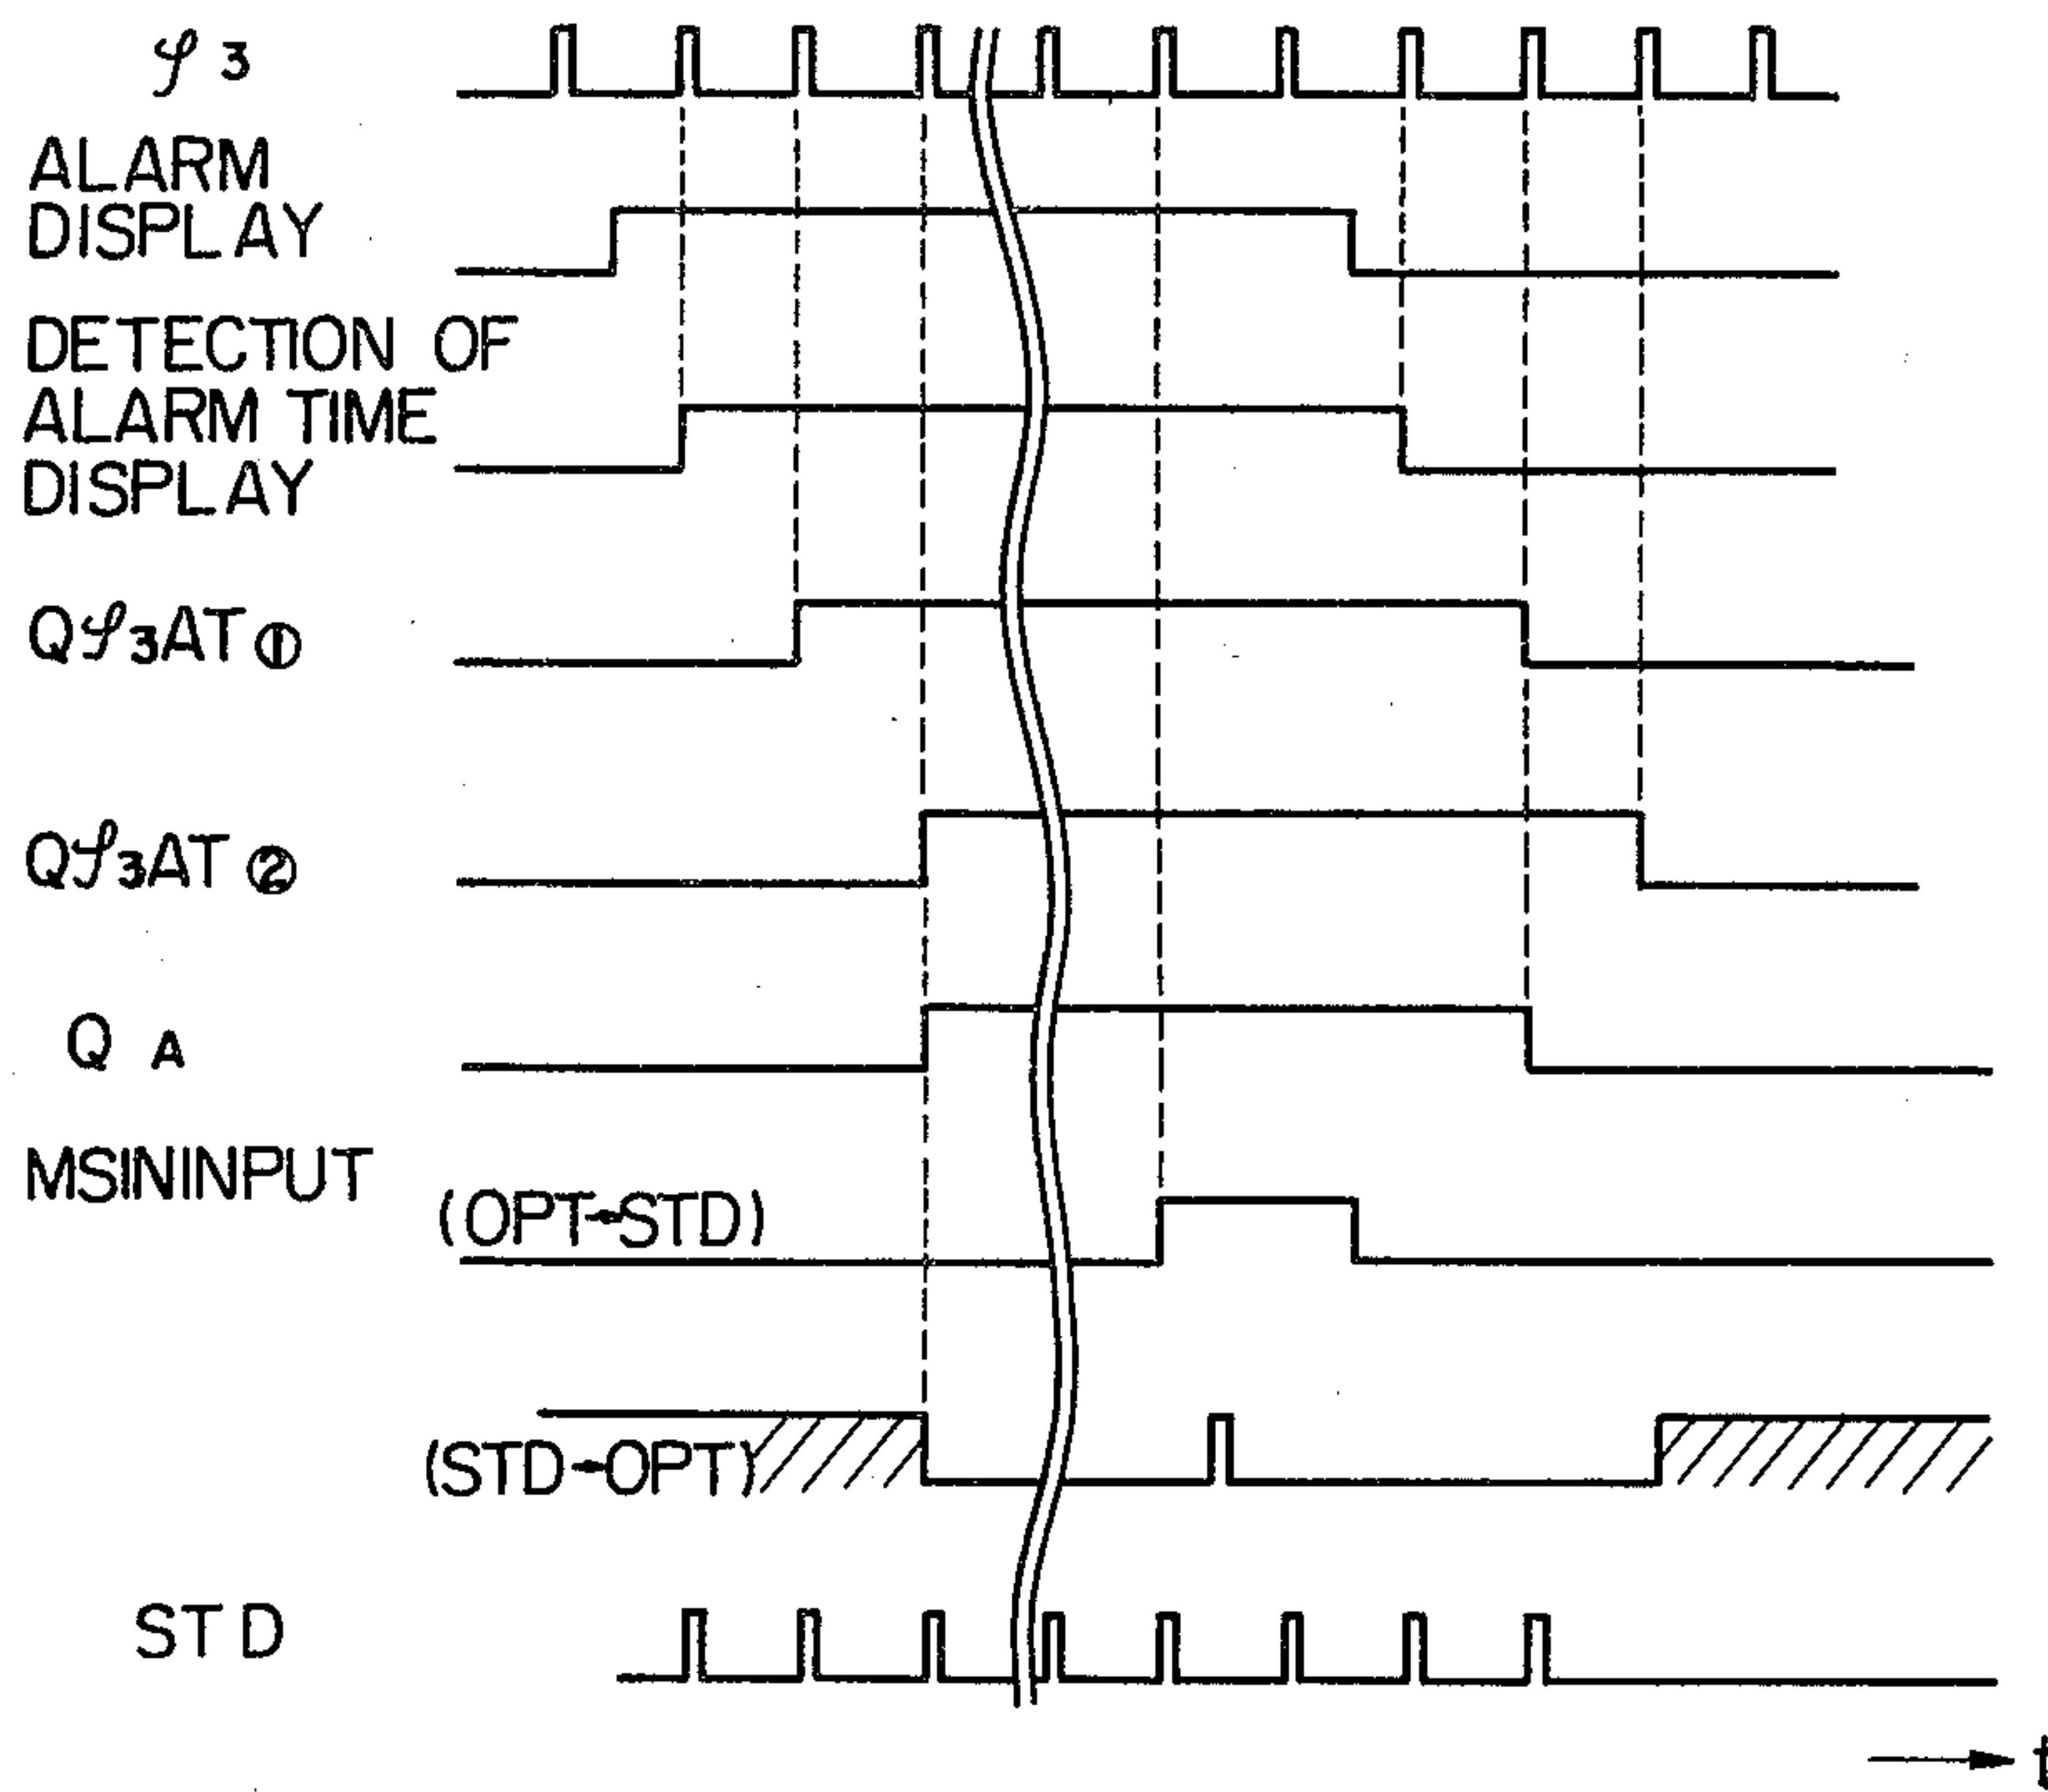 φ3
ALARM
DISPLAY
DETECTION OF
ALARM TIME
DISPLAY
Qφ3AT①
Qφ3AT②
Q A
MSININPUT
(OPT→STD)
(STD→OPT)
STD
t